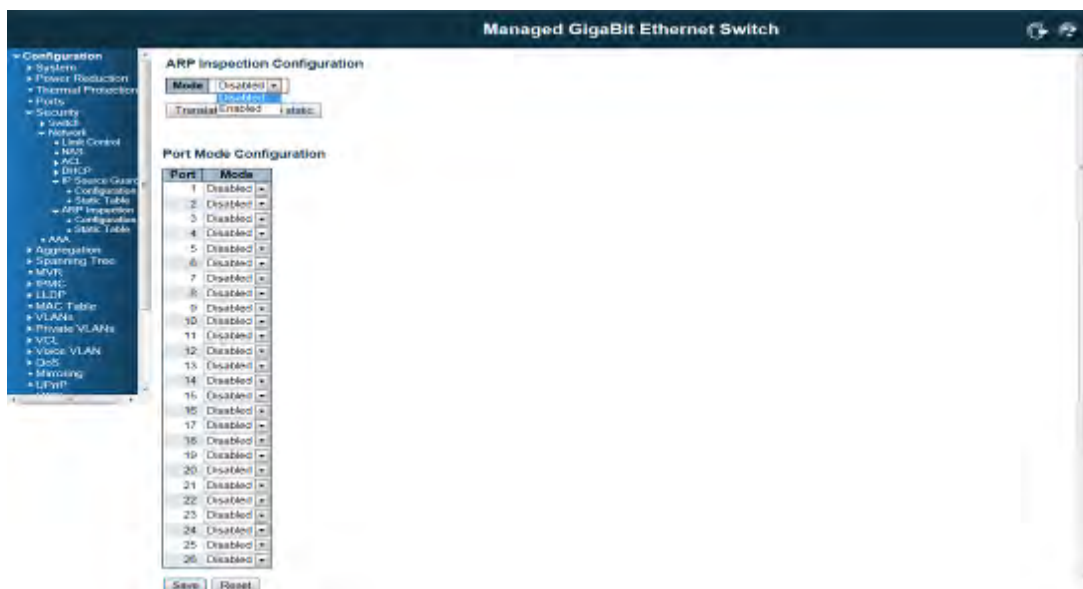 Managed GigaBit Ethernet Switch
Configuration
System
Power Reduction
Thermal Protection
Ports
Security
Switch
Network
Limit Control
NAS
ACL
DHCP
IP Source Guard
Configuration
Static Table
ARP Inspection
Configuration
Static Table
AAA
Aggregation
Spanning Tree
MVR
IPMC
LLDP
MAC Table
VLANs
Private VLANs
VCL
Voice VLAN
QoS
Mirroring
UPnP
ARP Inspection Configuration
Mode Disabled
Disabled
Enabled
static
Port Mode Configuration
Port Mode
1 Disabled
2 Disabled
3 Disabled
4 Disabled
5 Disabled
6 Disabled
7 Disabled
8 Disabled
9 Disabled
10 Disabled
11 Disabled
12 Disabled
13 Disabled
14 Disabled
15 Disabled
16 Disabled
17 Disabled
18 Disabled
19 Disabled
20 Disabled
21 Disabled
22 Disabled
23 Disabled
24 Disabled
25 Disabled
26 Disabled
Save Reset